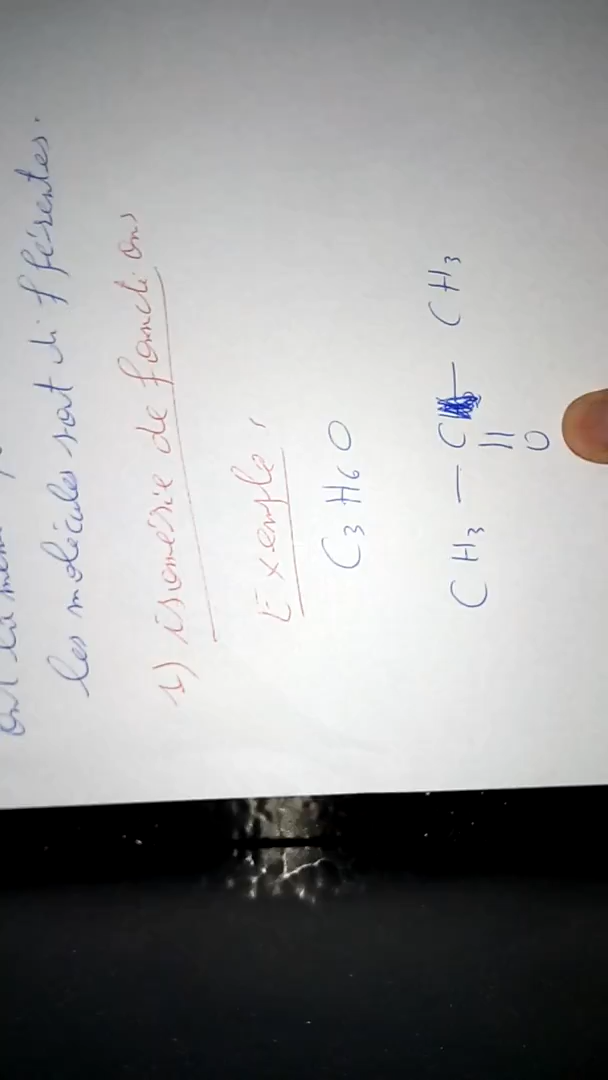 les molécules sont différentes.
1) isomérie de fonctions
Exemple :
C3H6O
CH3 — C — CH3
||
O